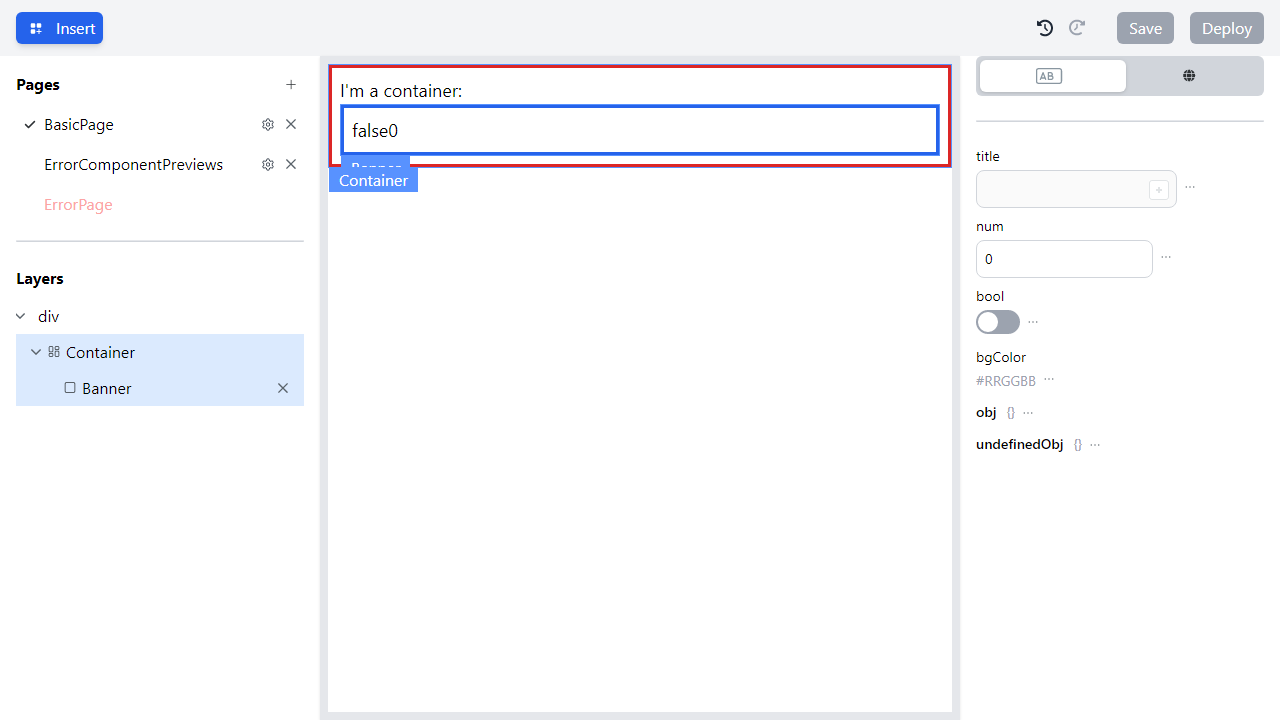 Insert
Save
Deploy
Pages
BasicPage
ErrorComponentPreviews
ErrorPage
Layers
div
Container
Banner
I'm a container:
false0
Banner
Container
AB
title
num
0
bool
bgColor
#RRGGBB
obj {}
undefinedObj {}